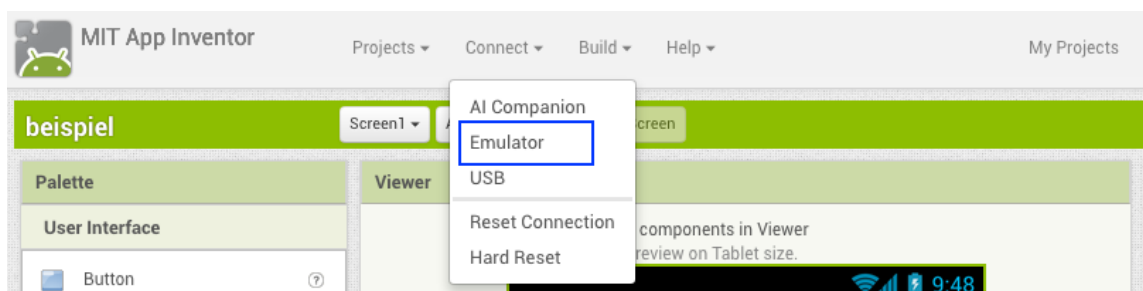 MIT App Inventor
Projects Connect Build Help My Projects
AI Companion
Emulator
USB
Reset Connection
Hard Reset
beispiel Screen1 creen
Palette
Viewer
User Interface
components in Viewer
review on Tablet size.
Button ?
9:48